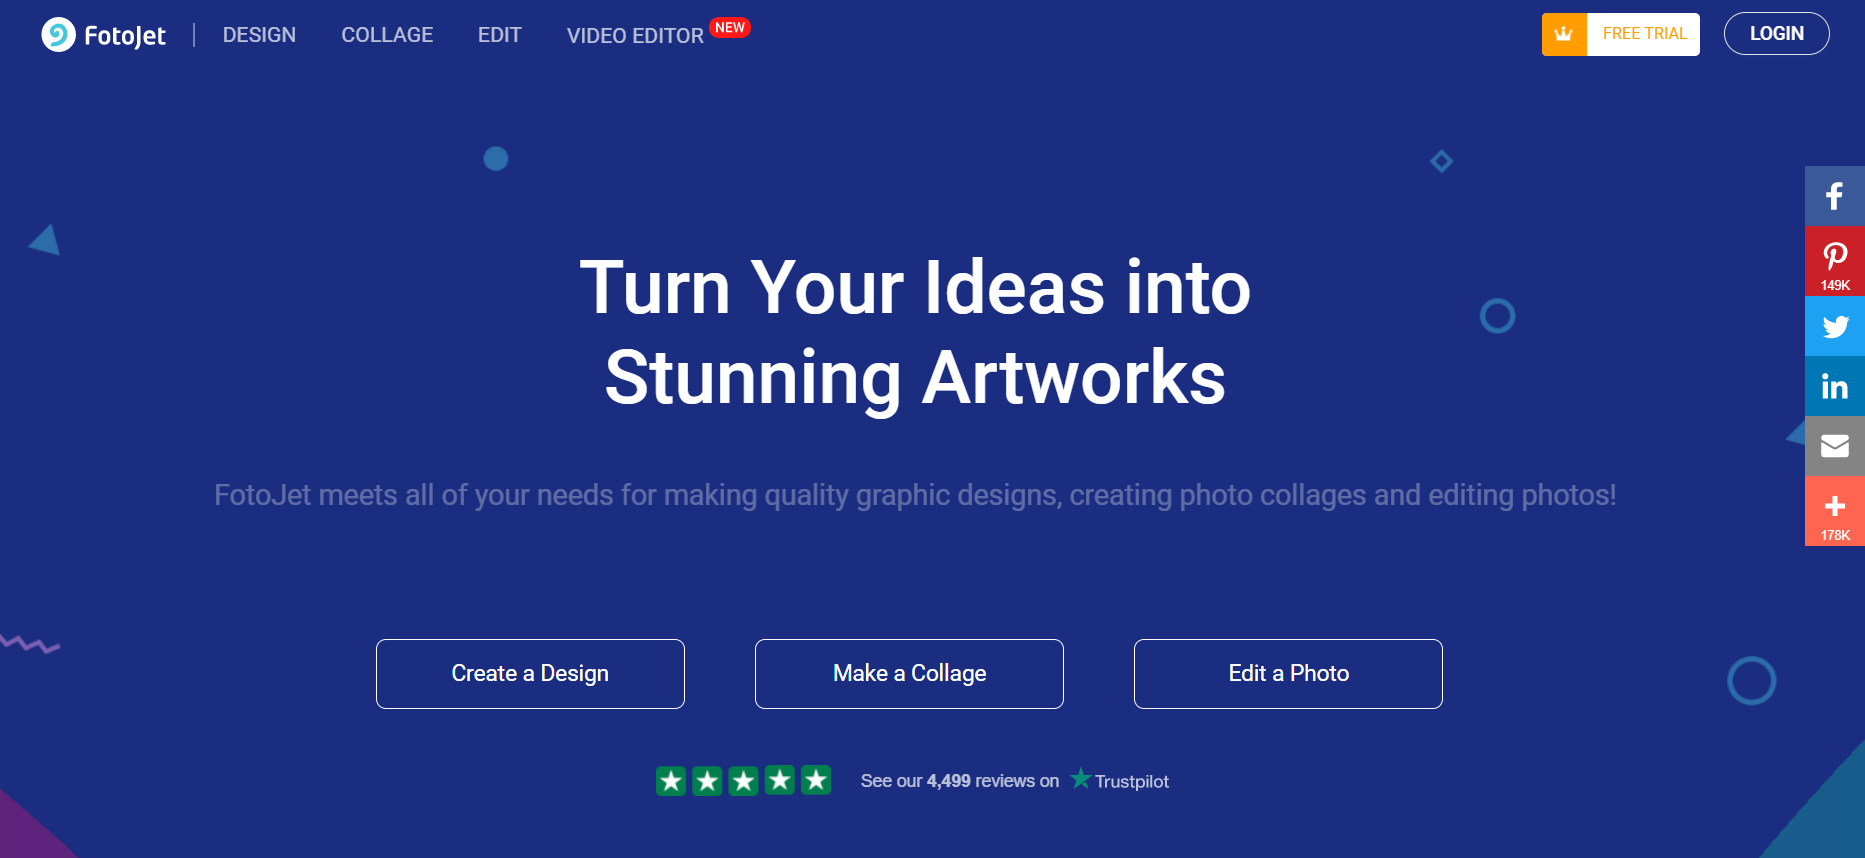 FotoJet
DESIGN
COLLAGE
EDIT
VIDEO EDITOR
NEW
FREE TRIAL
LOGIN
Turn Your Ideas into
Stunning Artworks
FotoJet meets all of your needs for making quality graphic designs, creating photo collages and editing photos!
149K
178K
Create a Design
Make a Collage
Edit a Photo
See our 4,499 reviews on Trustpilot